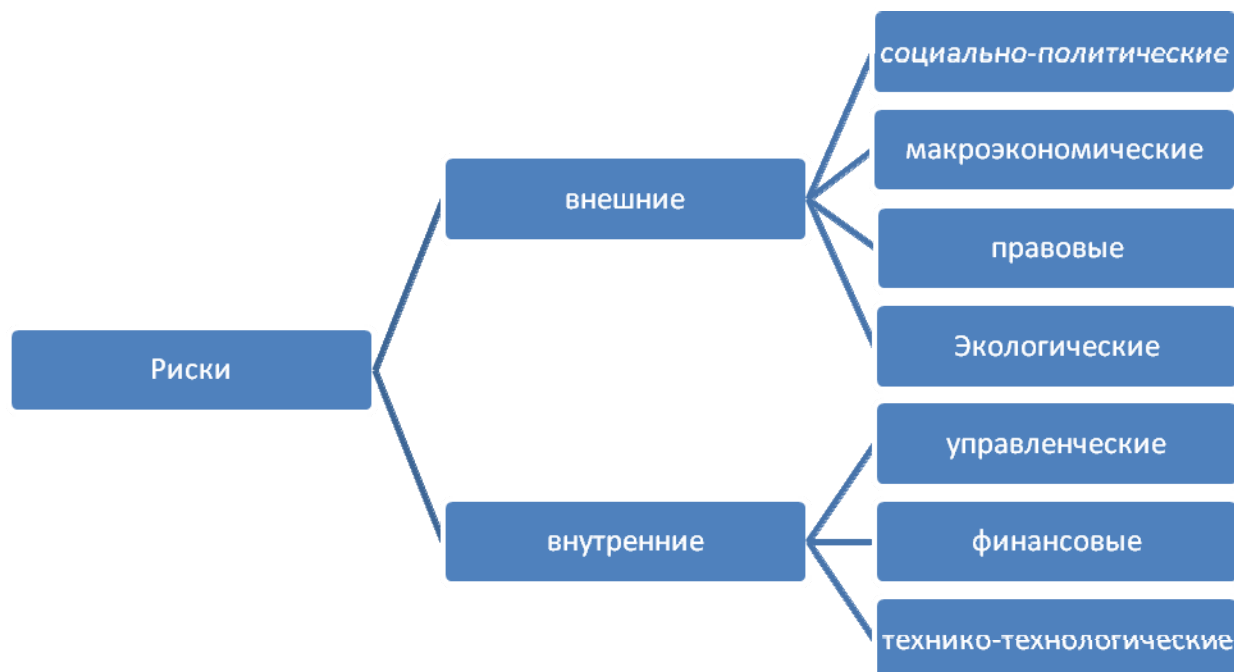 Риски
внешние
социально-политические
макроэкономические
правовые
Экологические
внутренние
управленческие
финансовые
технико-технологические